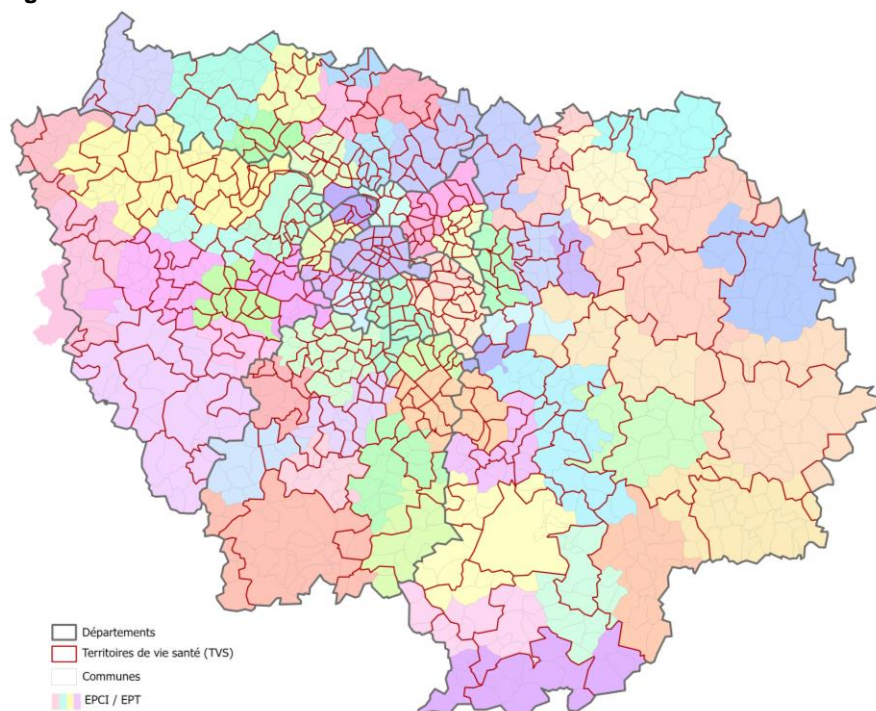 Départements
Territoires de vie santé (TVS)
Communes
EPCI / EPT